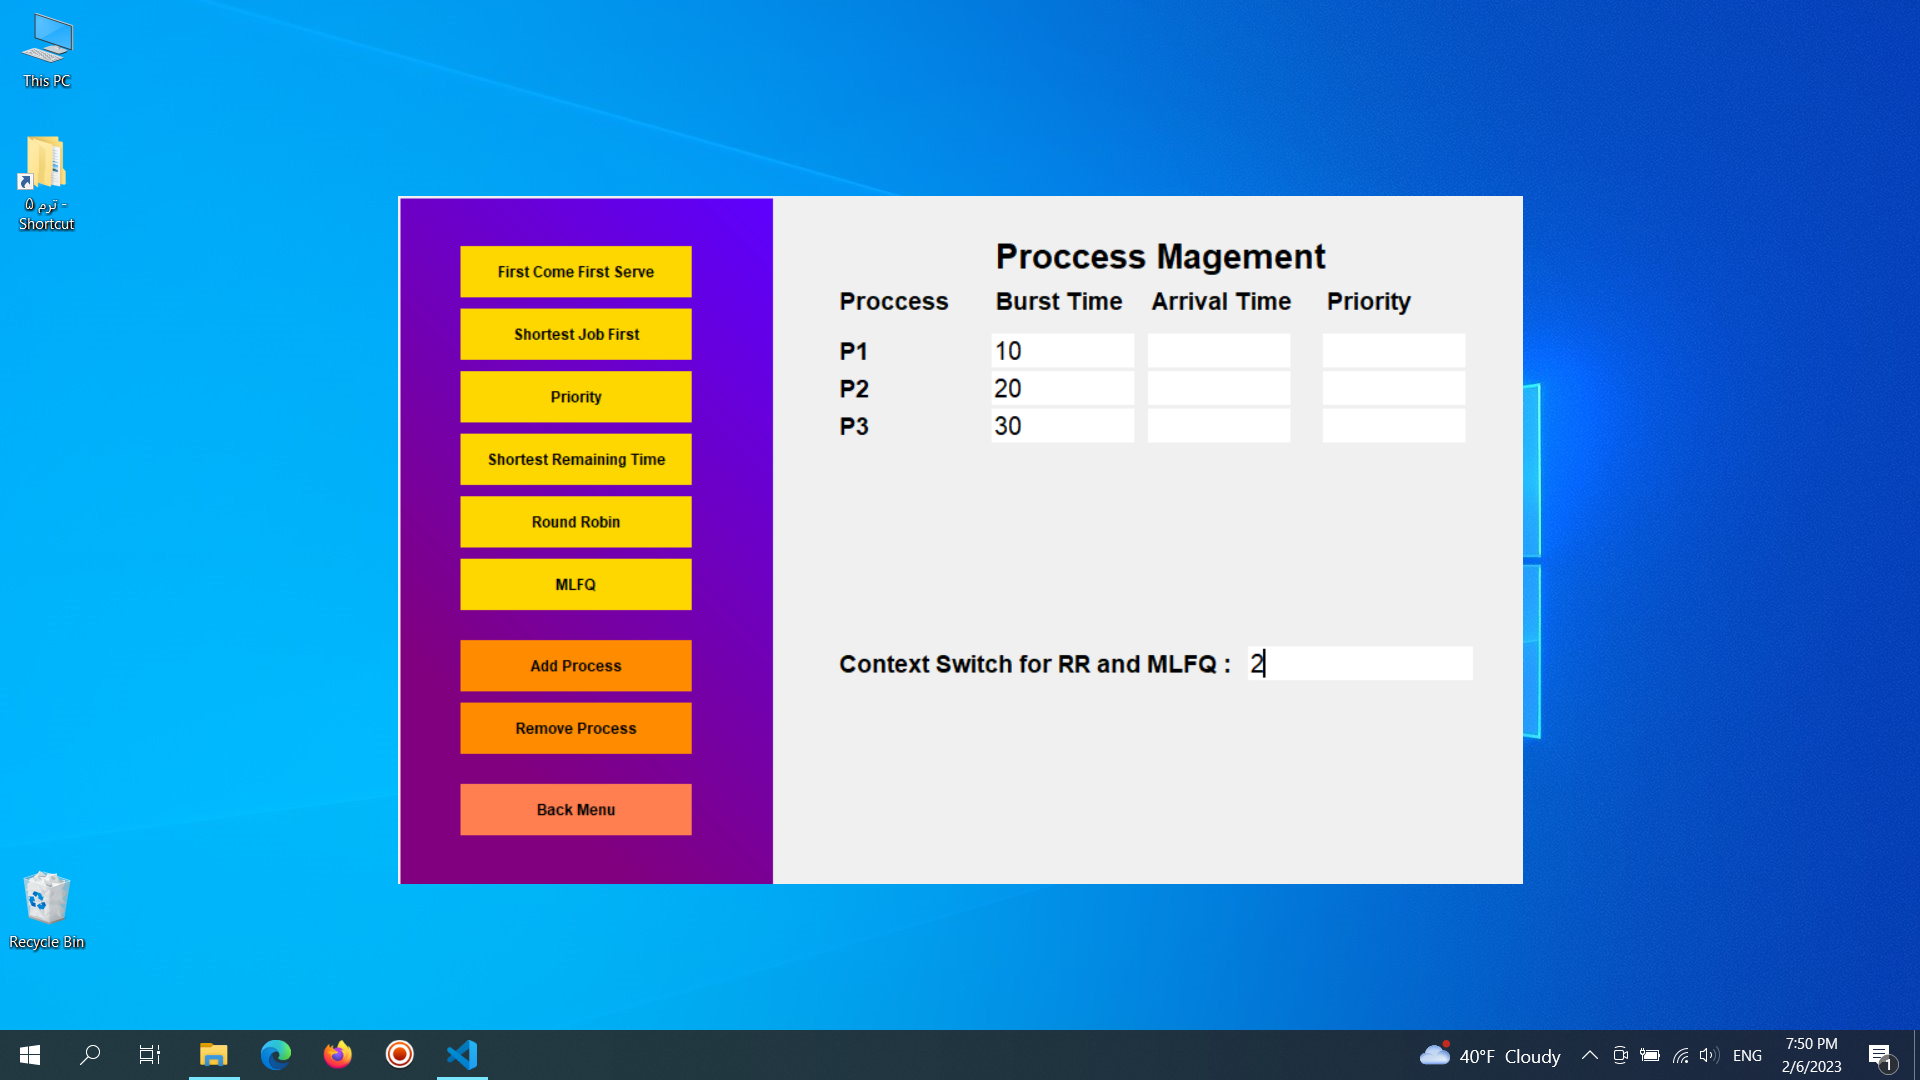 This PC
ترم ۵ -
Shortcut
Recycle Bin
First Come First Serve
Shortest Job First
Priority
Shortest Remaining Time
Round Robin
MLFQ
Add Process
Remove Process
Back Menu
Proccess Magement
Proccess Burst Time Arrival Time Priority
P1 10
P2 20
P3 30
Context Switch for RR and MLFQ : 2
40°F Cloudy
ENG
7:50 PM
2/6/2023
1